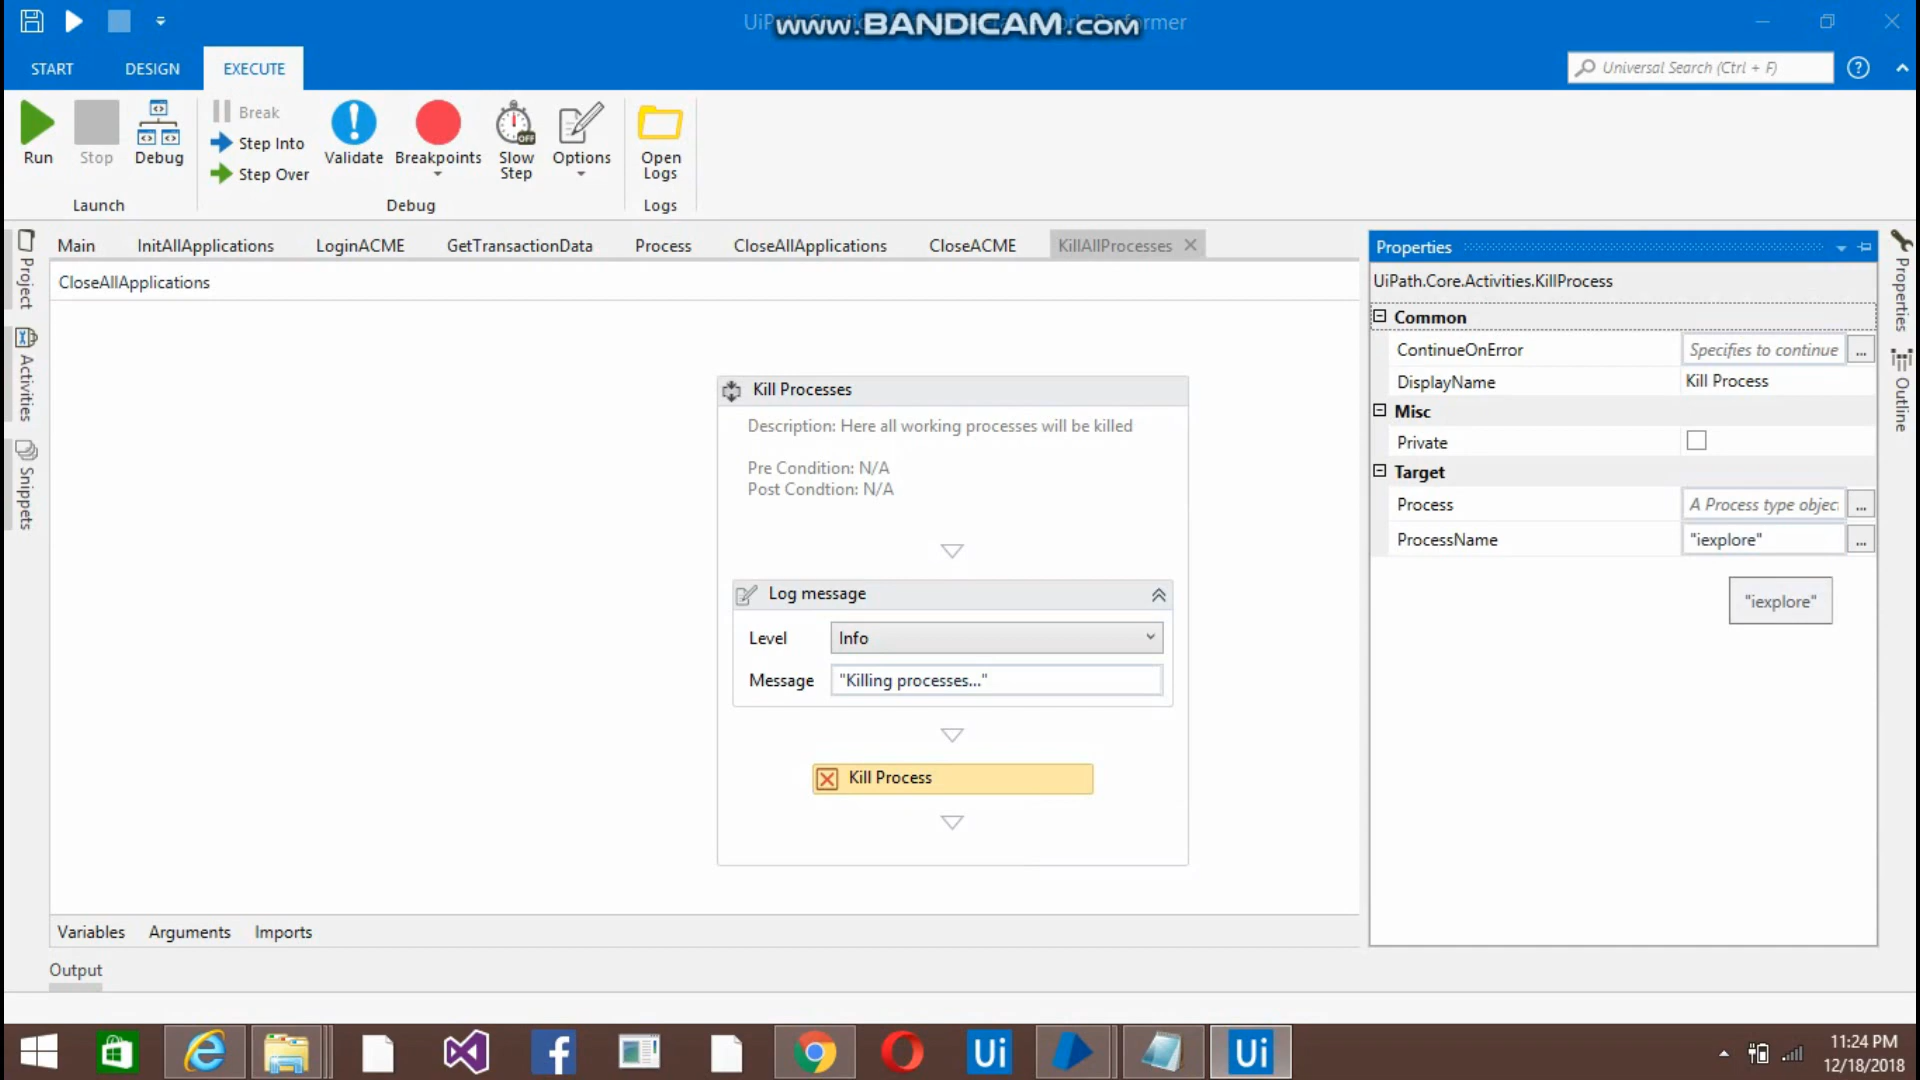 UiP
www.BANDICAM.com
rmer
START DESIGN EXECUTE
Universal Search (Ctrl + F)
Run Stop Debug
Break
Step Into
Step Over
Validate Breakpoints Slow Step Options Open Logs
Launch Debug Logs
Main InitAllApplications LoginACME GetTransactionData Process CloseAllApplications CloseACME KillAllProcesses
Project
Activities
Snippets
CloseAllApplications
Kill Processes
Description: Here all working processes will be killed
Pre Condition: N/A
Post Condtion: N/A
Log message
Level Info
Message "Killing processes..."
Kill Process
Properties
UiPath.Core.Activities.KillProcess
Common
ContinueOnError Specifies to continue ...
DisplayName Kill Process
Misc
Private
Target
Process A Process type objec ...
ProcessName "iexplore" ...
"iexplore"
Properties
Outline
Variables Arguments Imports
Output
Ui
Ui
11:24 PM
12/18/2018